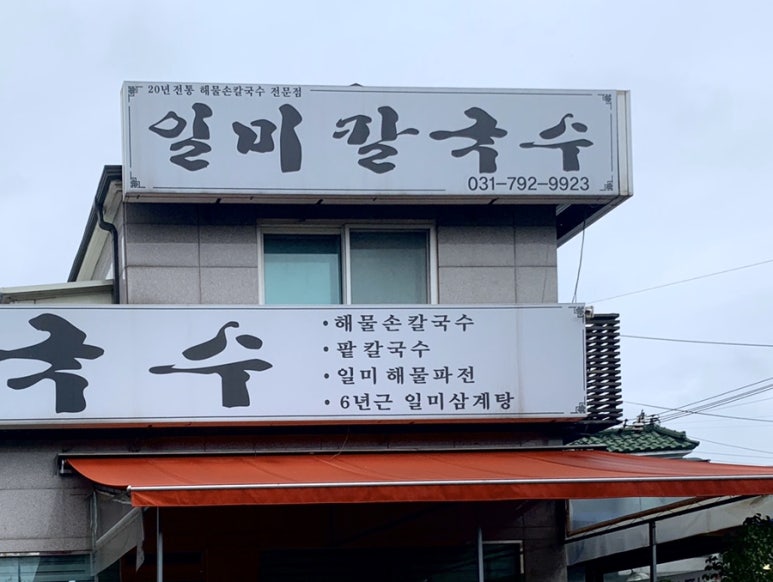 20년전통 해물손칼국수 전문점
일미칼국수
031-792-9923
국수
· 해물손칼국수
· 팥칼국수
· 일미해물파전
· 6년근 일미삼계탕